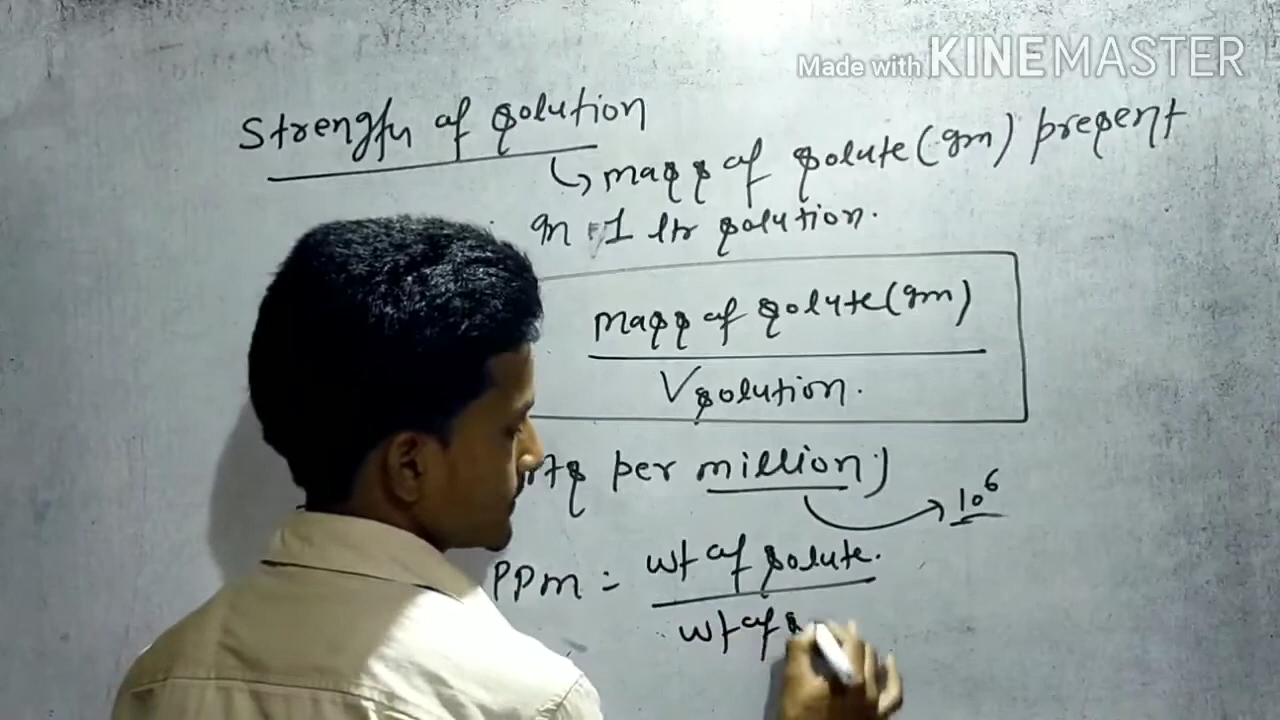 Made with KINEMASTER
Strength of solution
↳ mass of solute (gm) present
in 1 ltr solution.
mass of solute (gm)
V solution.
per million)
→ 10⁶
PPm = wt of solute.
wt of